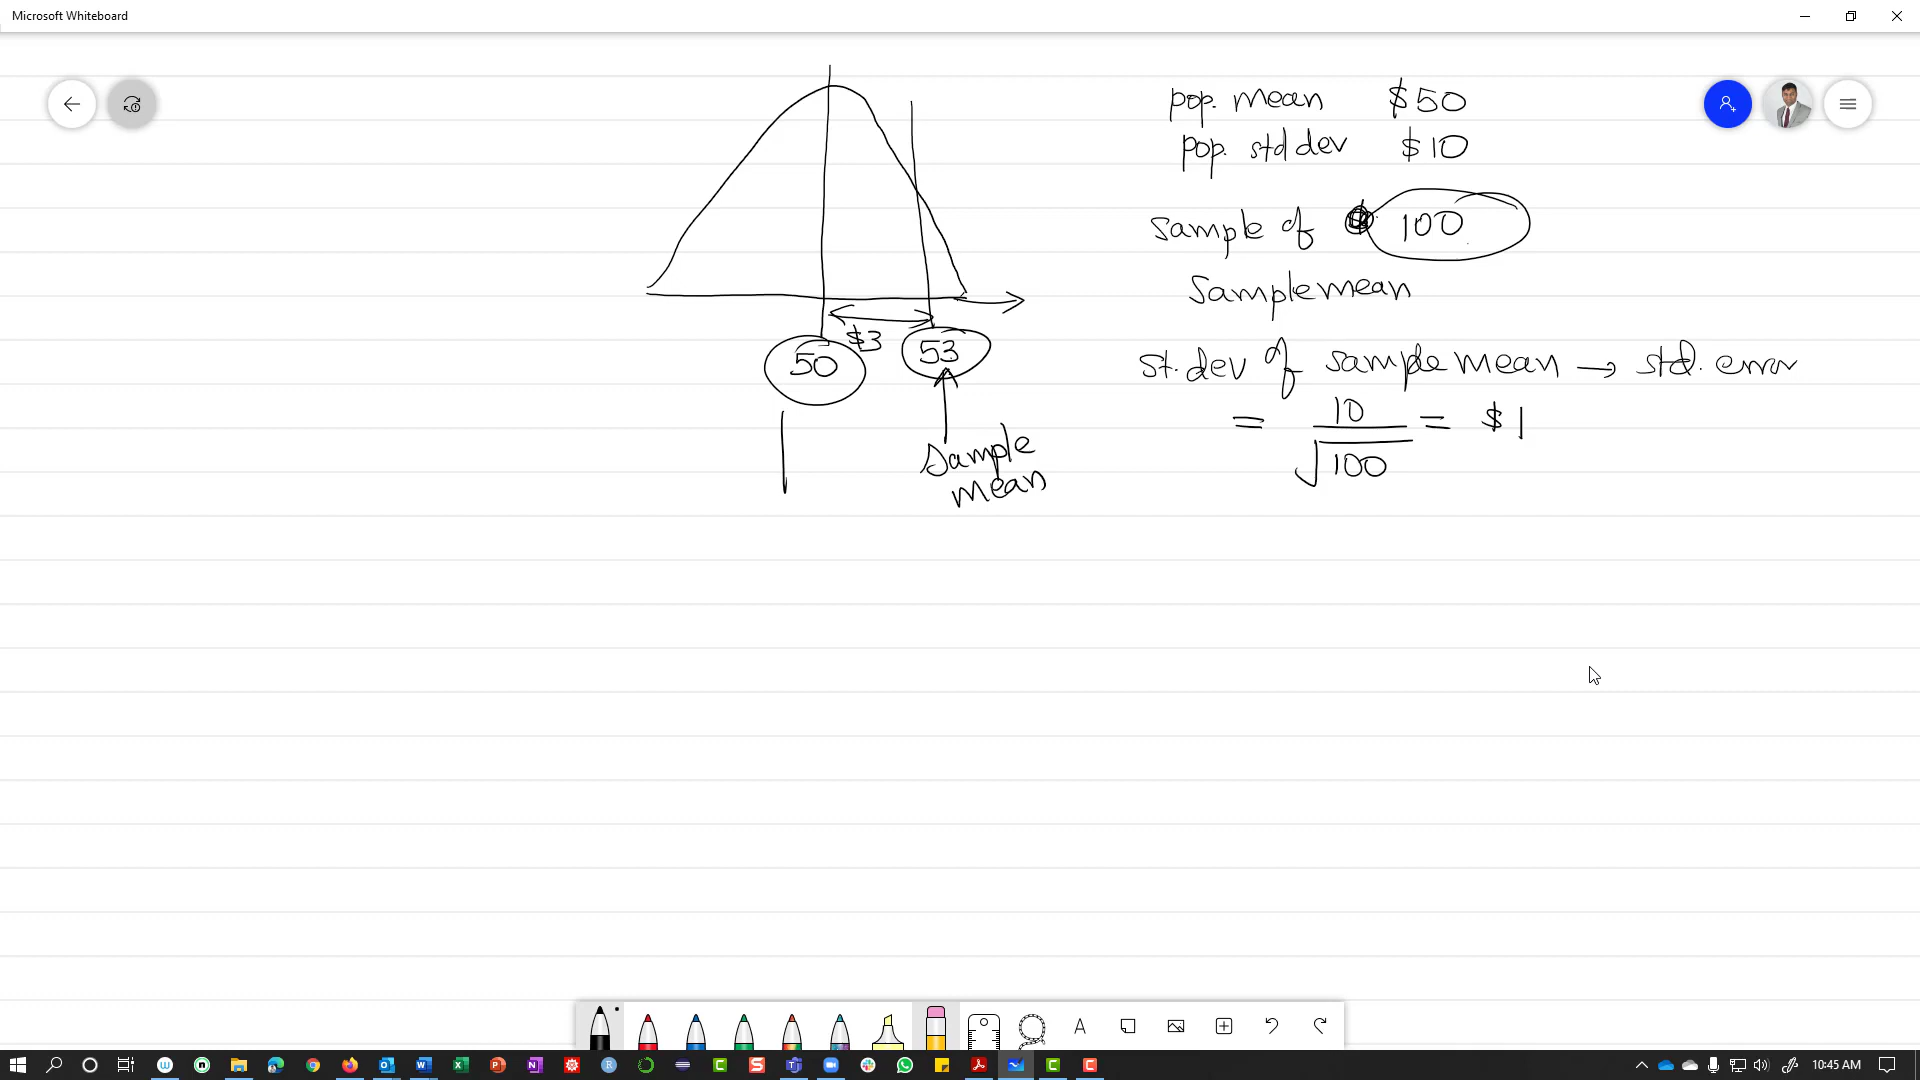 Microsoft Whiteboard
pop. mean $50
pop. std dev $10
sample of 100
Sample mean
$3
50
53
sample
mean
st. dev of sample mean → std. error
= 10 / √100 = $1
10:45 AM